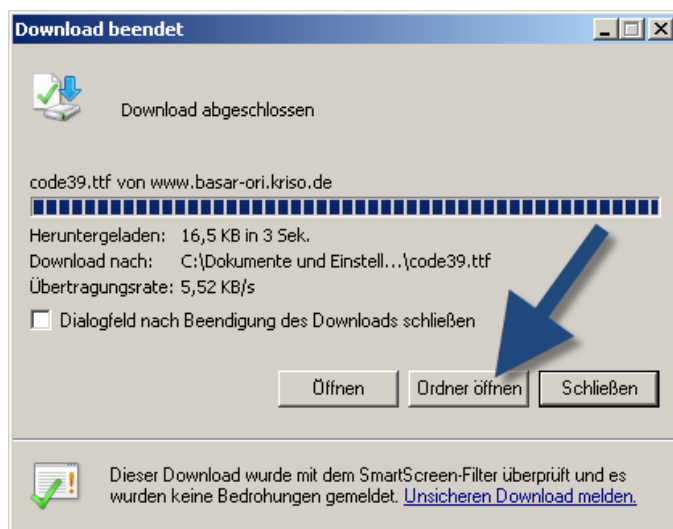 Download beendet
Download abgeschlossen
code39.ttf von www.basar-ori.kriso.de
Heruntergeladen: 16,5 KB in 3 Sek.
Download nach: C:\Dokumente und Einstell...\code39.ttf
Übertragungsrate: 5,52 KB/s
Dialogfeld nach Beendigung des Downloads schließen
Öffnen Ordner öffnen Schließen
Dieser Download wurde mit dem SmartScreen-Filter überprüft und es
wurden keine Bedrohungen gemeldet. Unsicheren Download melden.